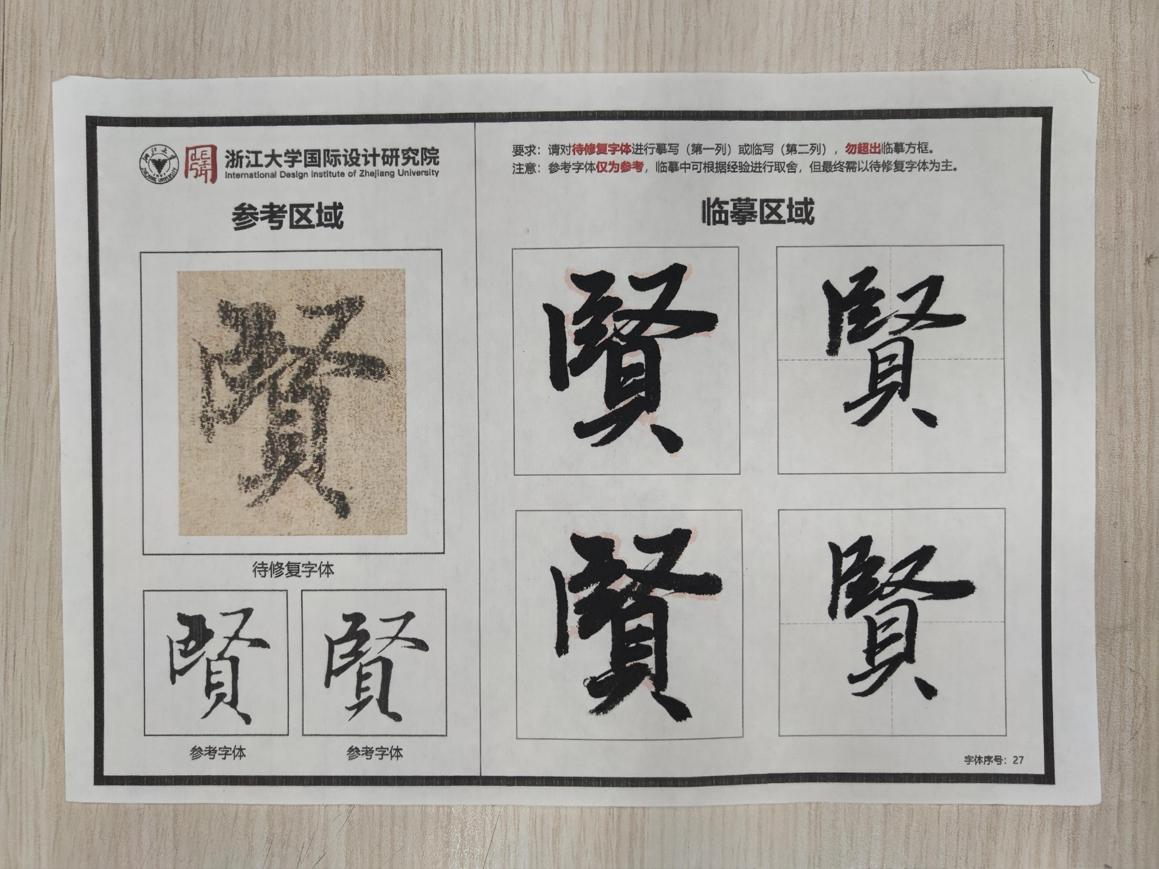 浙江大学国际设计研究院
International Design Institute of Zhejiang University
参考区域
賢
待修复字体
賢 賢
参考字体 参考字体
要求：请对待修复字体进行摹写（第一列）或临写（第二列），勿超出临摹方框。
注意：参考字体仅为参考，临摹中可根据经验进行取舍，但最终需以待修复字体为主。
临摹区域
賢 賢
賢 賢
字体序号：27